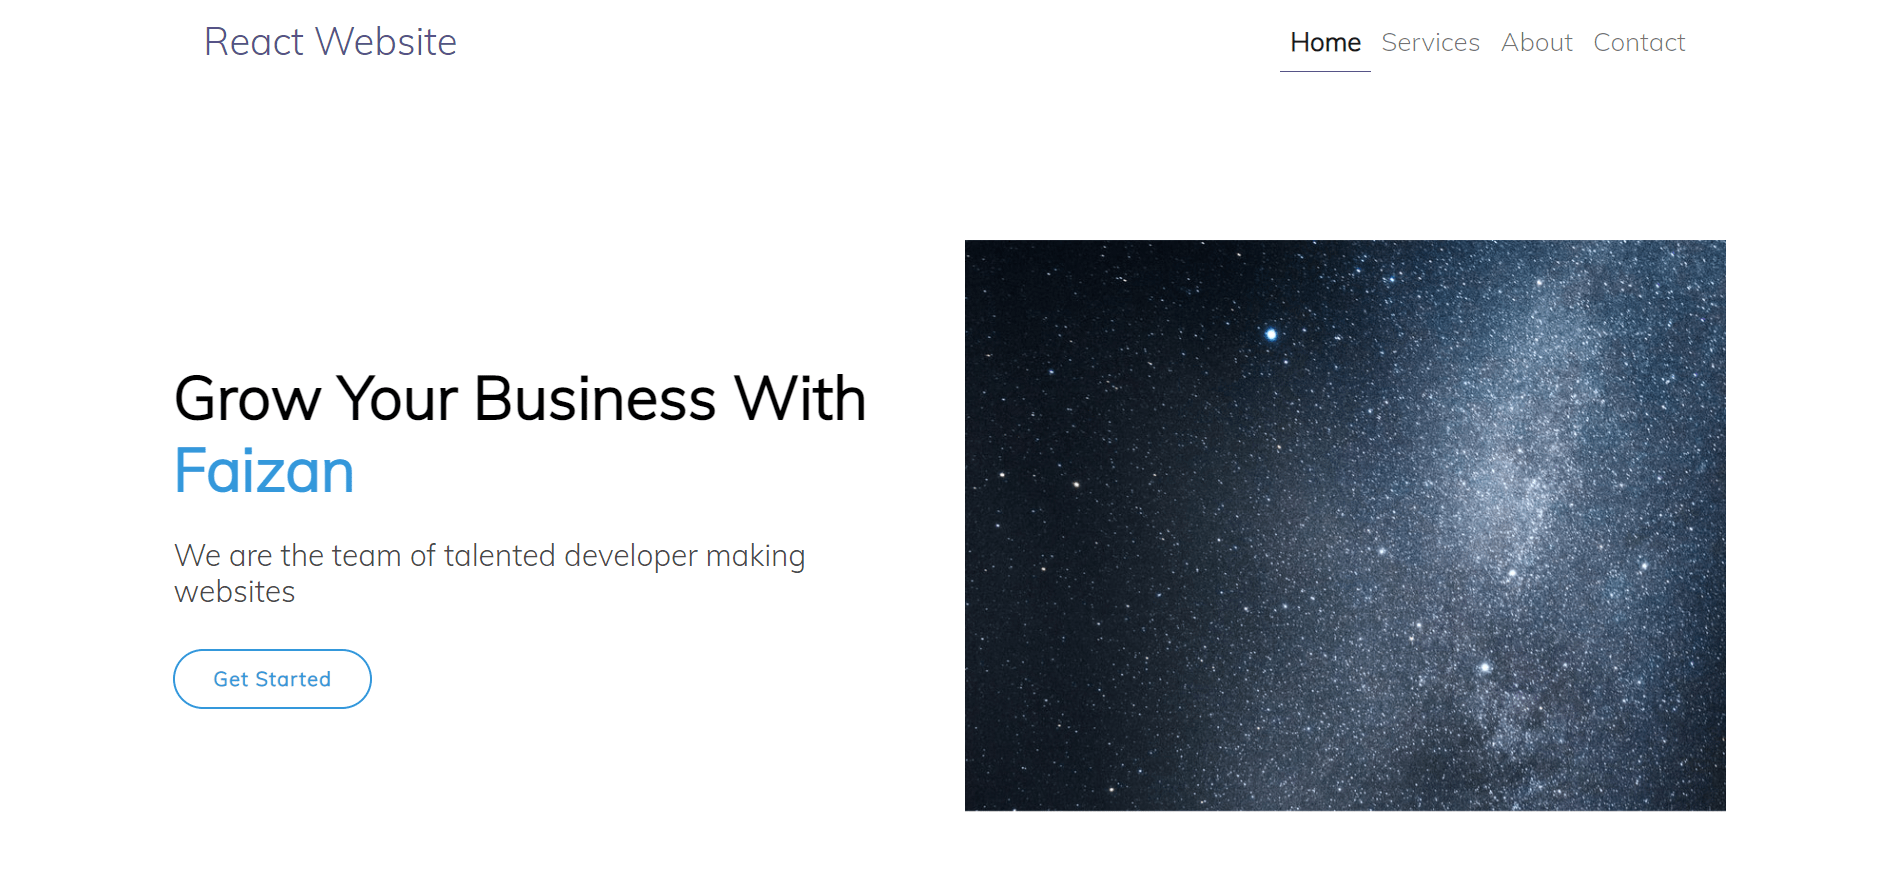 React Website
Home Services About Contact
Grow Your Business With
Faizan
We are the team of talented developer making
websites
Get Started